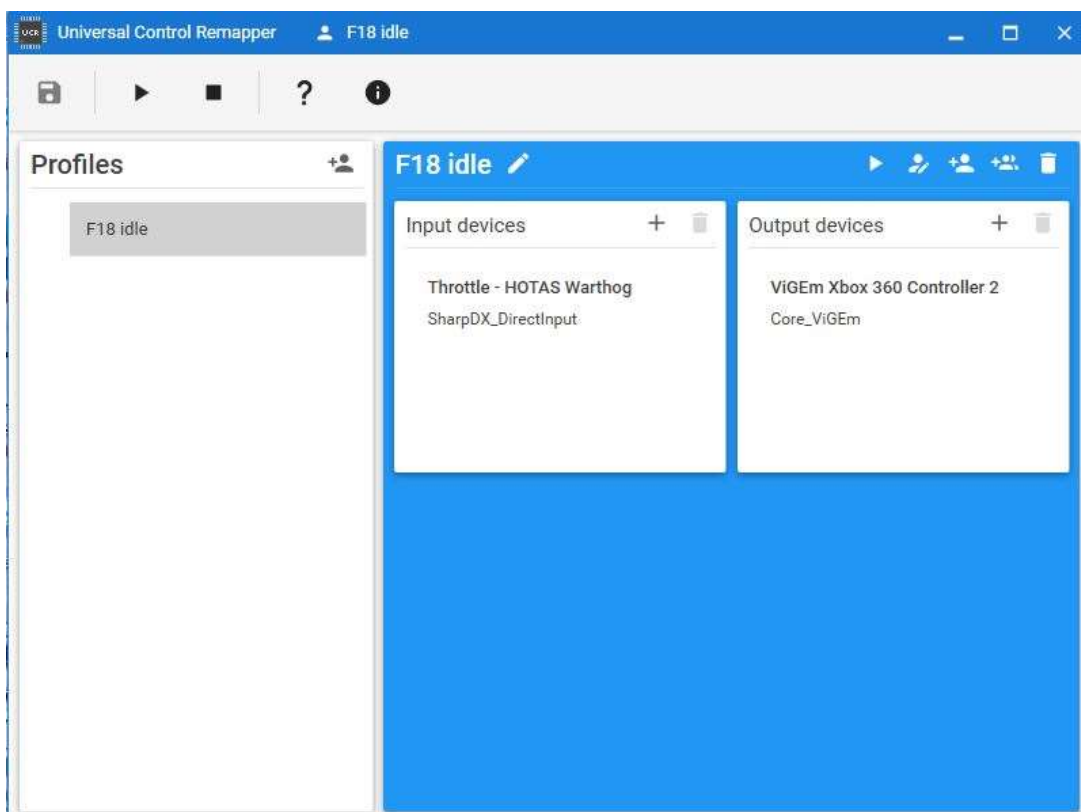 UCR
Universal Control Remapper
F18 idle
Profiles
F18 idle
F18 idle
Input devices
Throttle - HOTAS Warthog
SharpDX_DirectInput
Output devices
ViGEm Xbox 360 Controller 2
Core_ViGEm